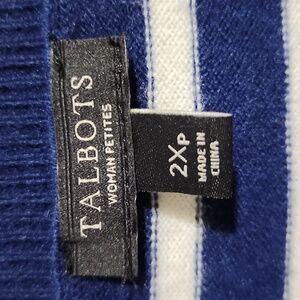 TALBOTS
WOMAN PETITES
2Xp
MADE IN
CHINA